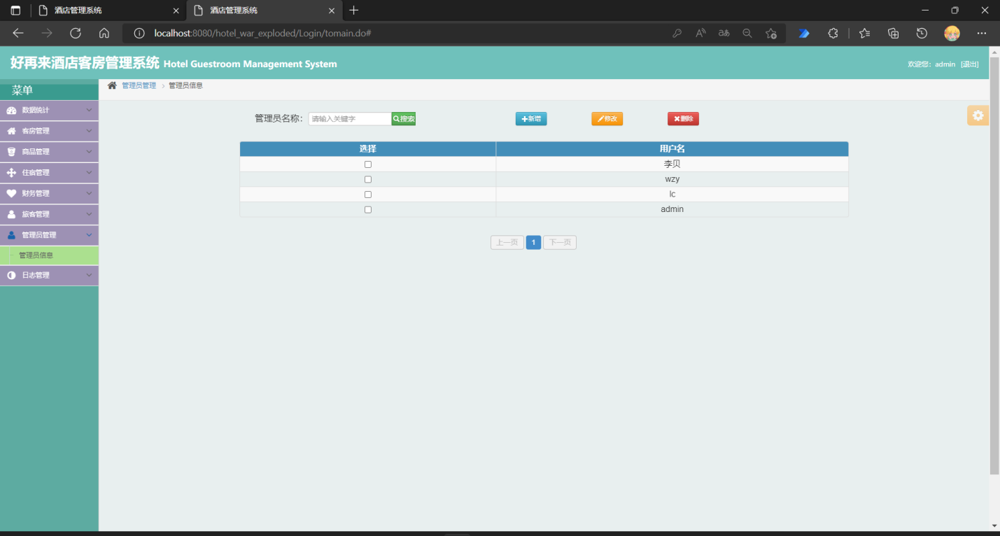 酒店管理系统
酒店管理系统
localhost:8080/hotel_war_exploded/Login/tomain.do#
好再来酒店客房管理系统 Hotel Guestroom Management System
欢迎您: admin [退出]
菜单
管理员管理 > 管理员信息
数据统计
客房管理
商品管理
住宿管理
财务管理
旅客管理
管理员管理
管理员信息
日志管理
管理员名称: 请输入关键字 搜索 新增 修改 删除
选择 用户名
李贝
wzy
lc
admin
上一页 1 下一页